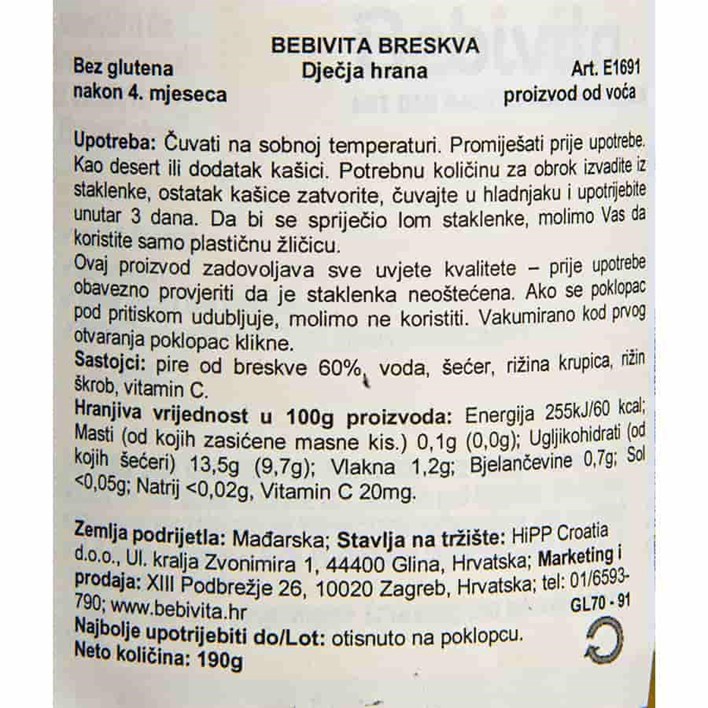 BEBIVITA BRESKVA
Bez glutena Dječja hrana Art. E1691
nakon 4. mjeseca proizvod od voća
Upotreba: Čuvati na sobnoj temperaturi. Promiješati prije upotrebe.
Kao desert ili dodatak kašici. Potrebnu količinu za obrok izvadite iz
staklenke, ostatak kašice zatvorite, čuvajte u hladnjaku i upotrijebite
unutar 3 dana. Da bi se spriječio lom staklenke, molimo Vas da
koristite samo plastičnu žličicu.
Ovaj proizvod zadovoljava sve uvjete kvalitete – prije upotrebe
obavezno provjeriti da je staklenka neoštećena. Ako se poklopac
pod pritiskom udubljuje, molimo ne koristiti. Vakumirano kod prvog
otvaranja poklopac klikne.
Sastojci: pire od breskve 60%, voda, šećer, rižina krupica, rižin
škrob, vitamin C.
Hranjiva vrijednost u 100g proizvoda: Energija 255kJ/60 kcal;
Masti (od kojih zasićene masne kis.) 0,1g (0,0g); Ugljikohidrati (od
kojih šećeri) 13,5g (9,7g); Vlakna 1,2g; Bjelančevine 0,7g; Sol
<0,05g; Natrij <0,02g, Vitamin C 20mg.
Zemlja podrijetla: Mađarska; Stavlja na tržište: HiPP Croatia
d.o.o., Ul. kralja Zvonimira 1, 44400 Glina, Hrvatska; Marketing i
prodaja: XIII Podbrežje 26, 10020 Zagreb, Hrvatska; tel: 01/6593-
790; www.bebivita.hr GL70 - 91
Najbolje upotrijebiti do/Lot: otisnuto na poklopcu.
Neto količina: 190g